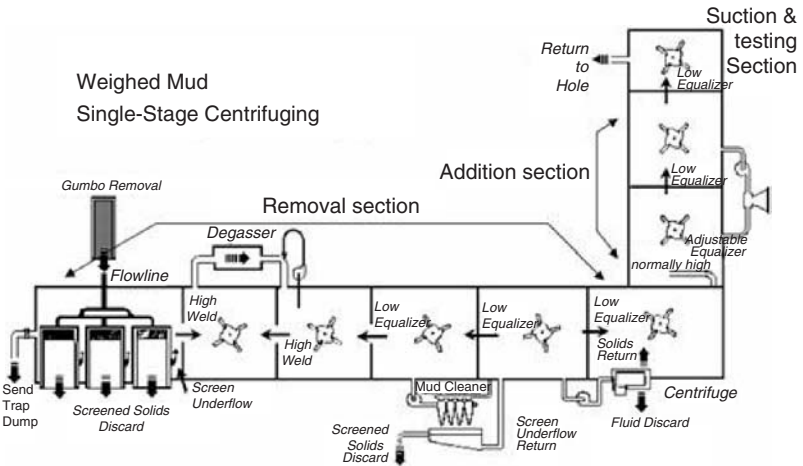 Suction &
testing
Section
Return
to
Hole
Low
Equalizer
Weighed Mud
Single-Stage Centrifuging
Low
Equalizer
Addition section
Gumbo Removal
Removal section
Degasser
Adjustable
Equalizer
normally high
Flowline
High
Weld
High
Weld
Low
Equalizer
Low
Equalizer
Low
Equalizer
Solids
Return
Send
Trap
Dump
Screened Solids
Discard
Screen
Underflow
Mud Cleaner
Screened
Solids
Discard
Screen
Underflow
Return
Centrifuge
Fluid Discard